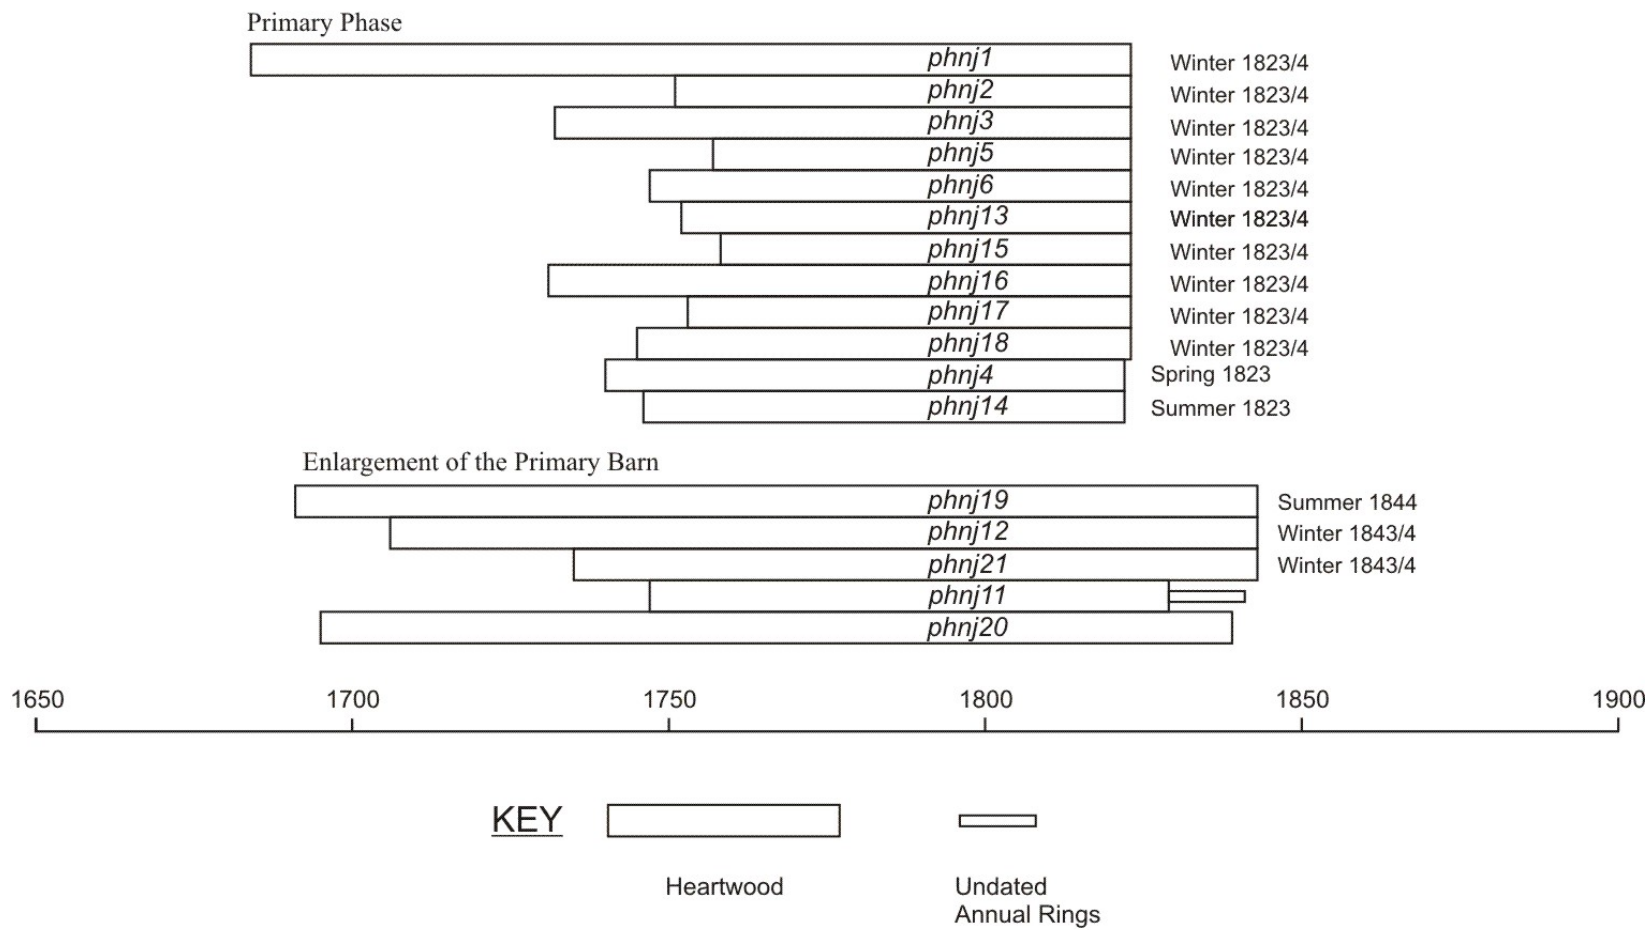 Primary Phase
phnj1 Winter 1823/4
phnj2 Winter 1823/4
phnj3 Winter 1823/4
phnj5 Winter 1823/4
phnj6 Winter 1823/4
phnj13 Winter 1823/4
phnj15 Winter 1823/4
phnj16 Winter 1823/4
phnj17 Winter 1823/4
phnj18 Winter 1823/4
phnj4 Spring 1823
phnj14 Summer 1823
Enlargement of the Primary Barn
phnj19 Summer 1844
phnj12 Winter 1843/4
phnj21 Winter 1843/4
phnj11
phnj20
1650 1700 1750 1800 1850 1900
KEY
Heartwood
Undated
Annual Rings